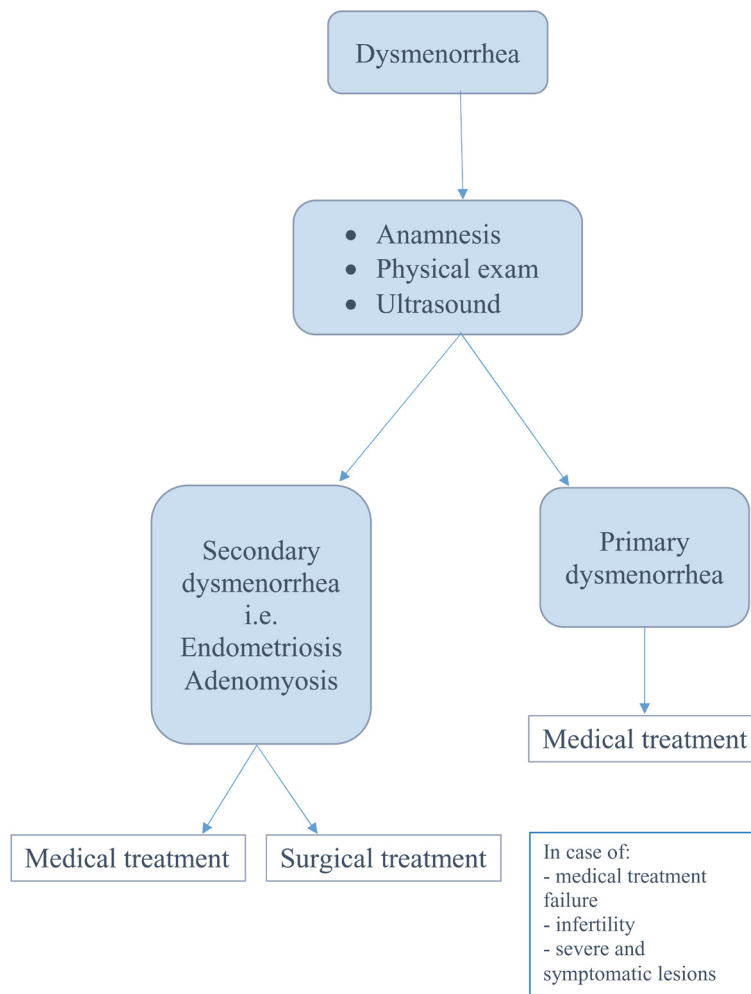 Dysmenorrhea
• Anamnesis
• Physical exam
• Ultrasound
Secondary
dysmenorrhea
i.e.
Endometriosis
Adenomyosis
Primary
dysmenorrhea
Medical treatment
Medical treatment
Surgical treatment
In case of:
- medical treatment
failure
- infertility
- severe and
symptomatic lesions